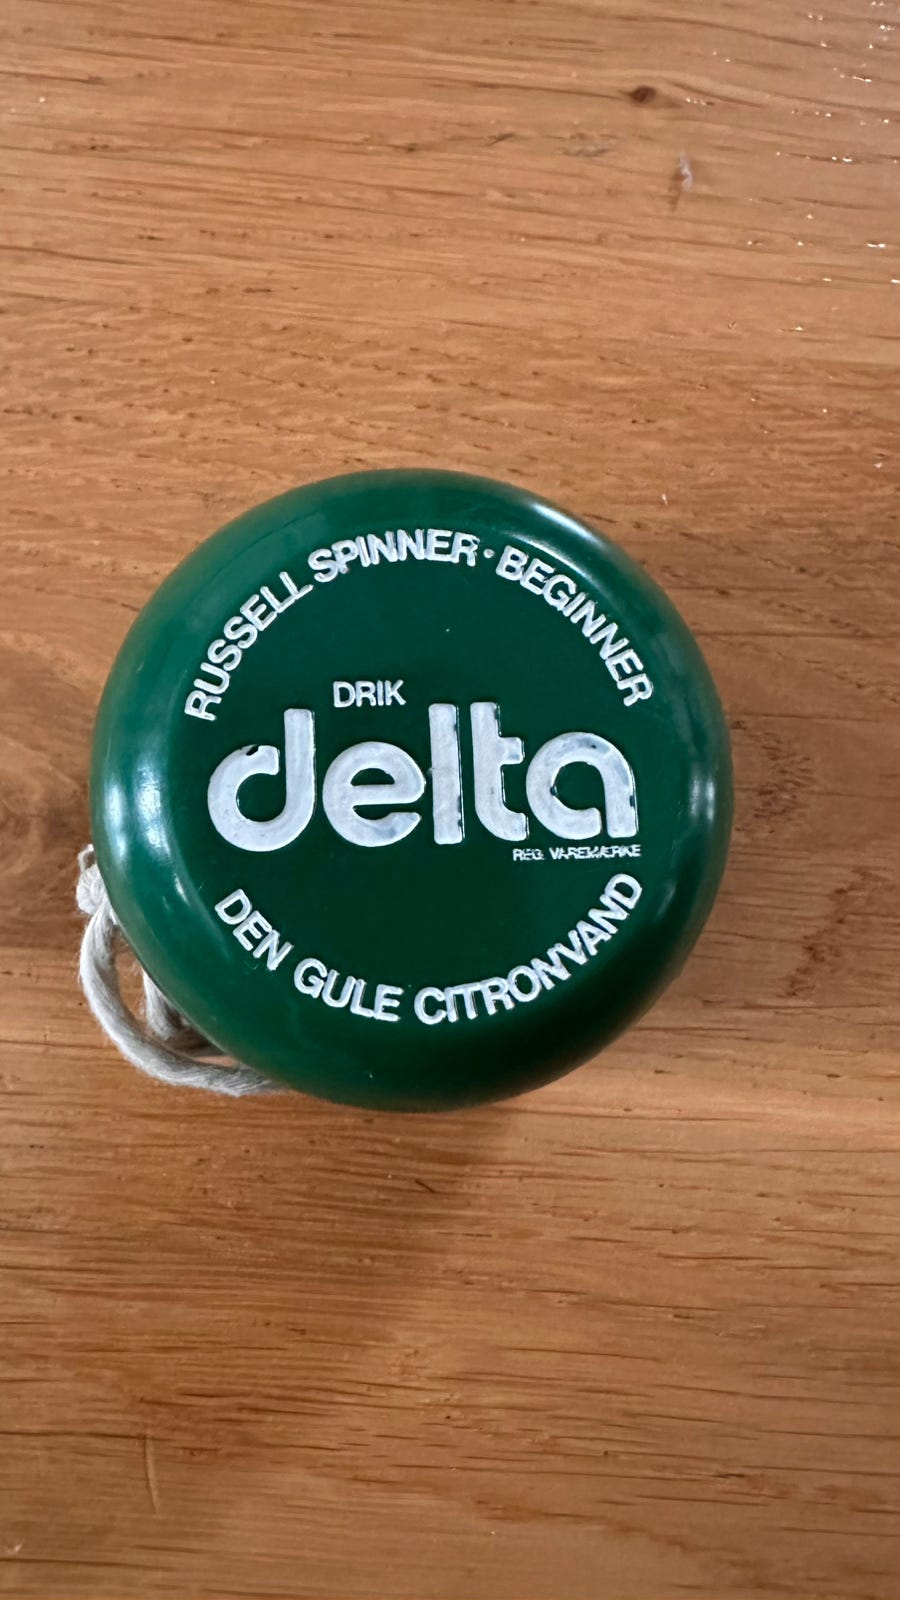 RUSSELL SPINNER · BEGINNER
DRIK
delta
REG. VAREMÆRKE
DEN GULE CITRONVAND